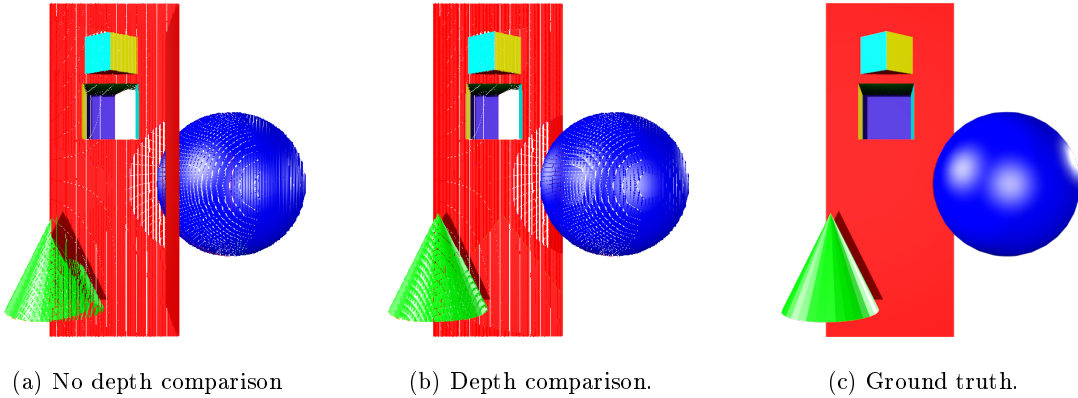 (a) No depth comparison
(b) Depth comparison.
(c) Ground truth.